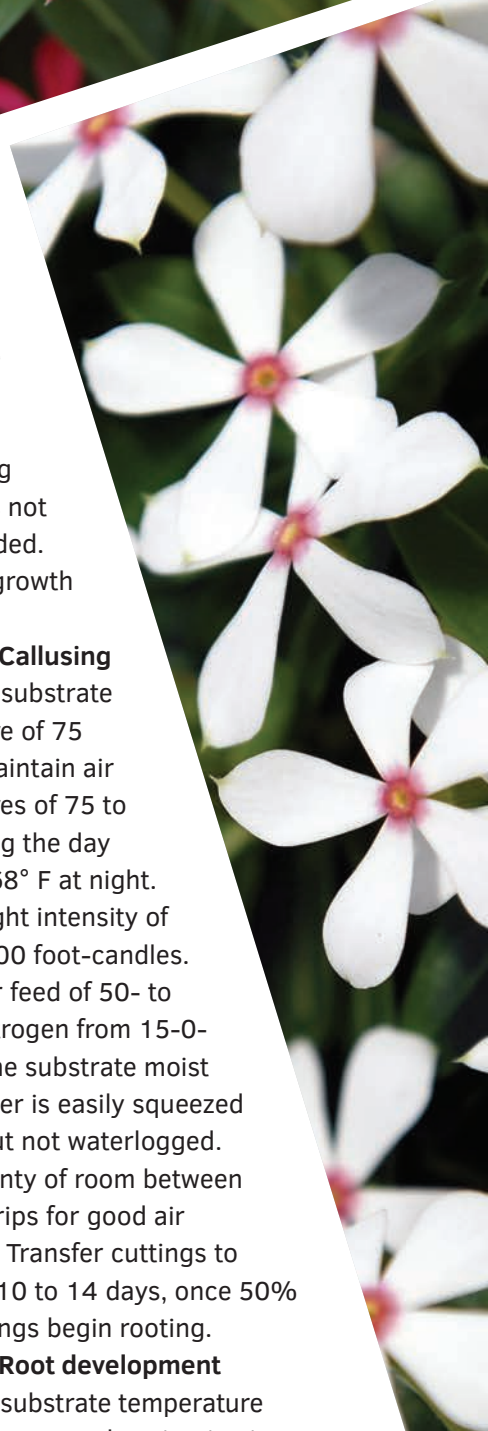 g
not
ded.
growth
Callusing
substrate
e of 75
aintain air
res of 75 to
g the day
68° F at night.
ght intensity of
00 foot-candles.
r feed of 50- to
trogen from 15-0-
he substrate moist
er is easily squeezed
ut not waterlogged.
nty of room between
rips for good air
Transfer cuttings to
10 to 14 days, once 50%
ngs begin rooting.
Root development
substrate temperature